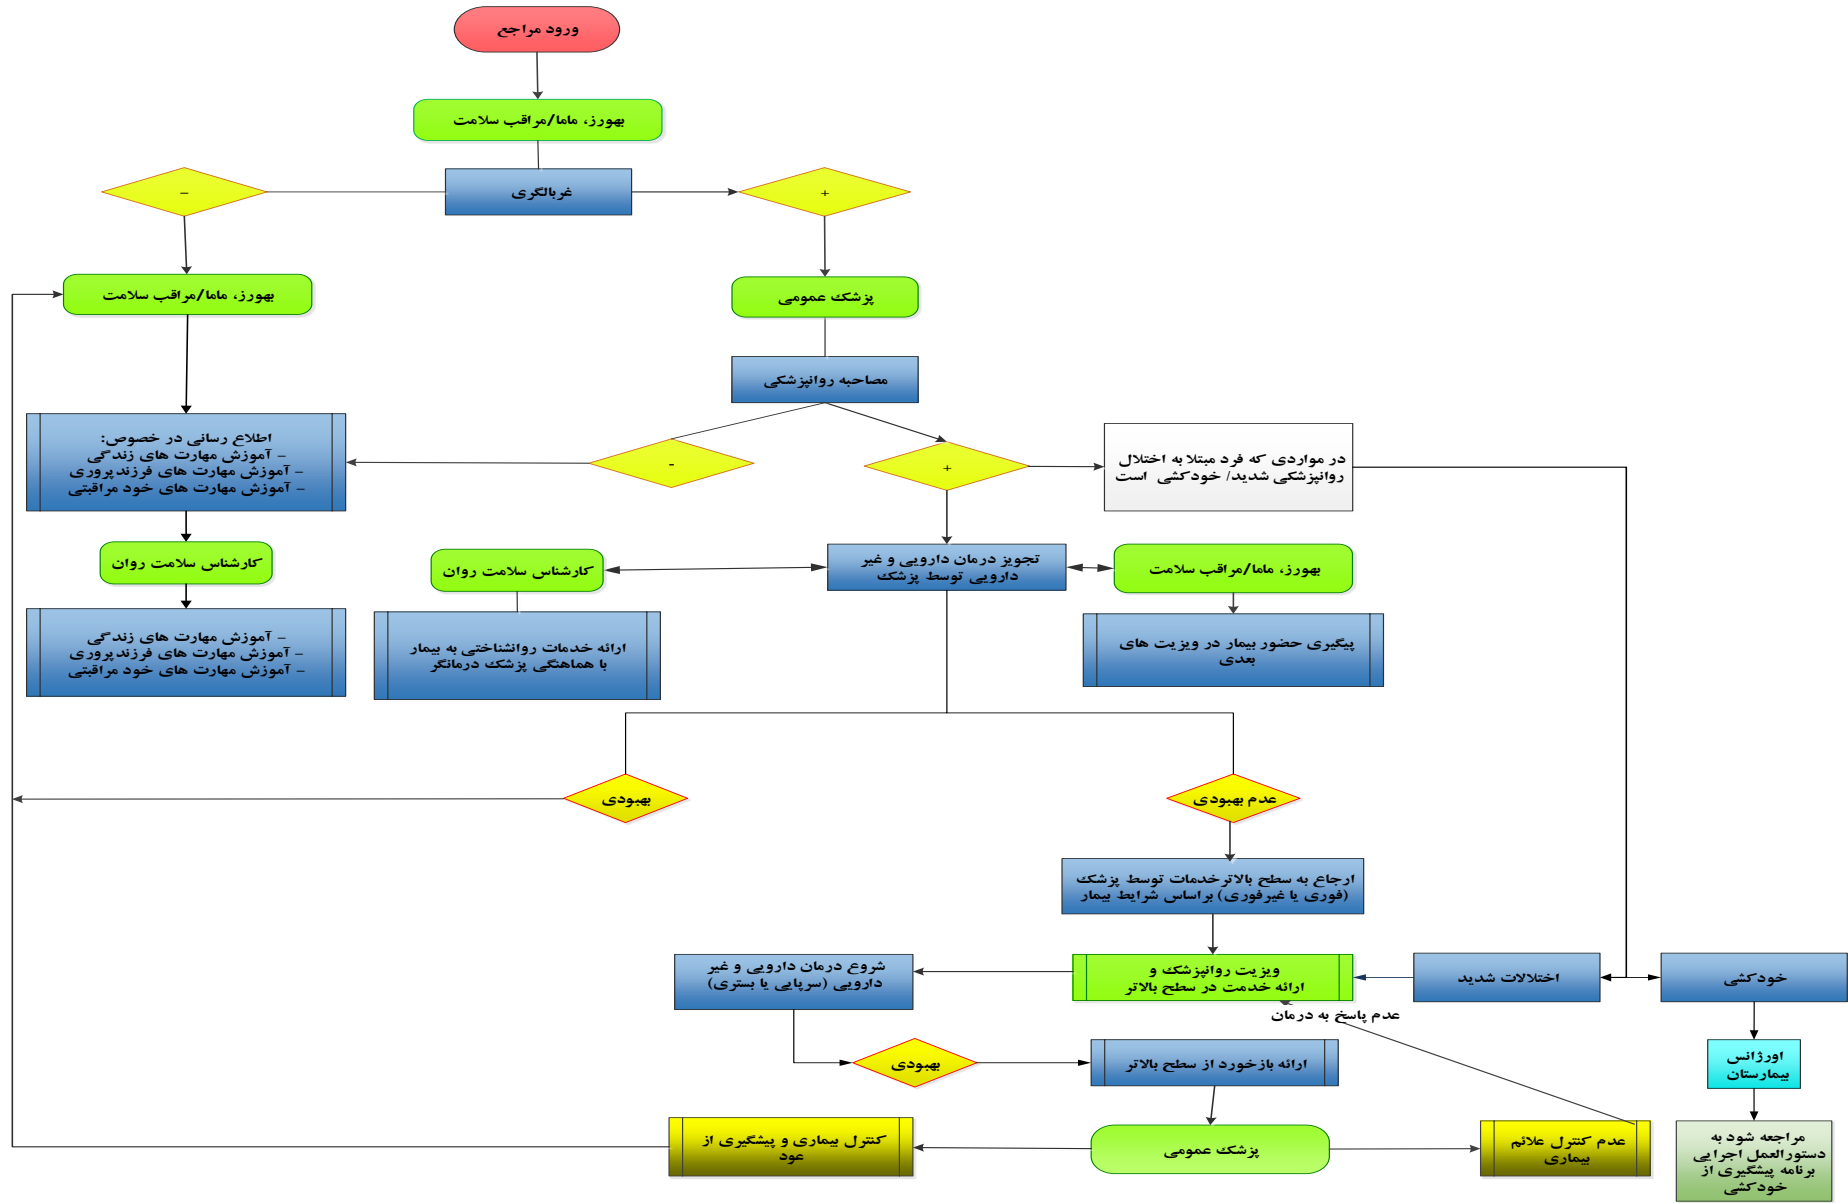 ورود مراجع
بهورز، ماما/مراقب سلامت
غربالگری
–
+
بهورز، ماما/مراقب سلامت
پزشک عمومی
مصاحبه روانپزشکی
اطلاع رسانی در خصوص:
– آموزش مهارت های زندگی
– آموزش مهارت های فرزندپروری
– آموزش مهارت های خود مراقبتی
-
+
در مواردی که فرد مبتلا به اختلال
روانپزشکی شدید/ خودکشی است
کارشناس سلامت روان
کارشناس سلامت روان
تجویز درمان دارویی و غیر
دارویی توسط پزشک
بهورز، ماما/مراقب سلامت
– آموزش مهارت های زندگی
– آموزش مهارت های فرزندپروری
– آموزش مهارت های خود مراقبتی
ارائه خدمات روانشناختی به بیمار
با هماهنگی پزشک درمانگر
پیگیری حضور بیمار در ویزیت های
بعدی
بهبودی
عدم بهبودی
ارجاع به سطح بالاترخدمات توسط پزشک
(فوری یا غیرفوری) براساس شرایط بیمار
شروع درمان دارویی و غیر
دارویی (سرپایی یا بستری)
ویزیت روانپزشک و
ارائه خدمت در سطح بالاتر
اختلالات شدید
خودکشی
عدم پاسخ به درمان
بهبودی
ارائه بازخورد از سطح بالاتر
اورژانس
بیمارستان
کنترل بیماری و پیشگیری از
عود
پزشک عمومی
عدم کنترل علائم
بیماری
مراجعه شود به
دستورالعمل اجرایی
برنامه پیشگیری از
خودکشی